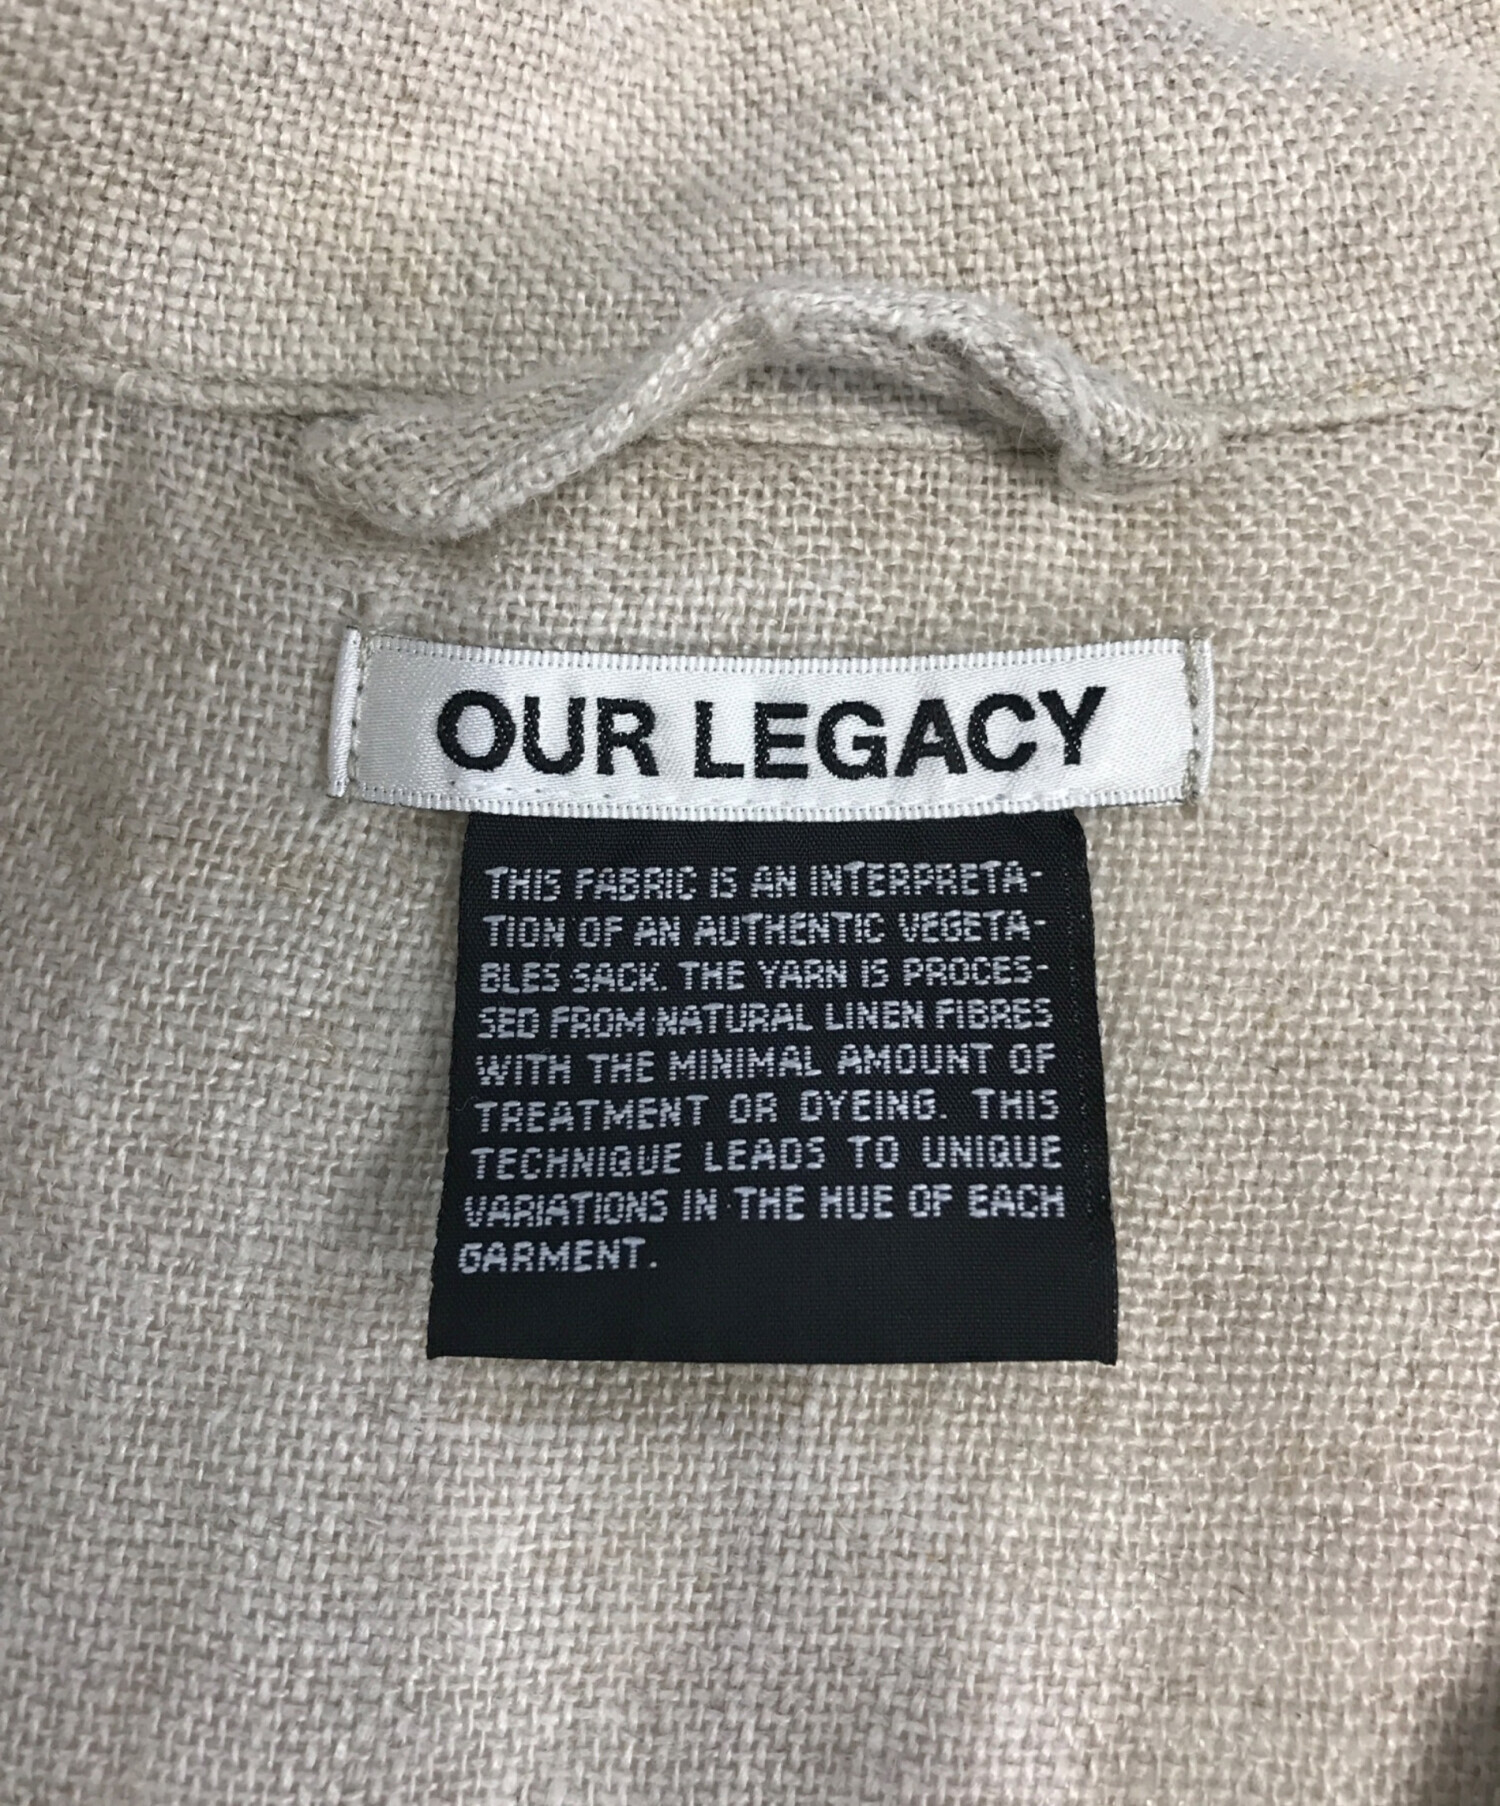 OUR LEGACY
THIS FABRIC IS AN INTERPRETA-
TION OF AN AUTHENTIC VEGETA-
BLES SACK. THE YARN IS PROCES-
SED FROM NATURAL LINEN FIBRES
WITH THE MINIMAL AMOUNT OF
TREATMENT OR DYEING. THIS
TECHNIQUE LEADS TO UNIQUE
VARIATIONS IN THE HUE OF EACH
GARMENT.